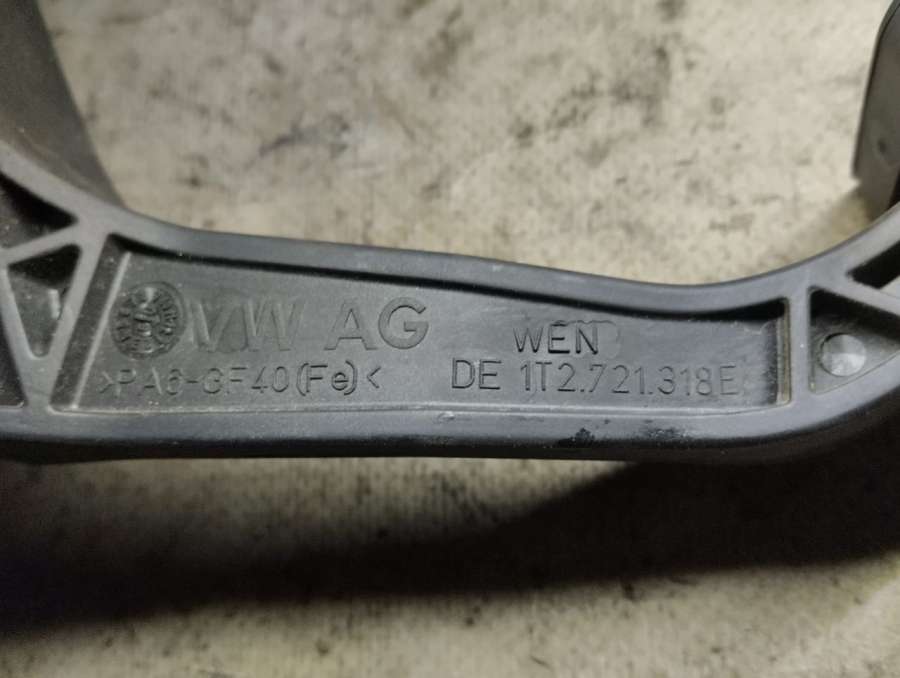 VW AG
>PA6-GF40(Fe)<
WEN
DE 1T2.721.318E